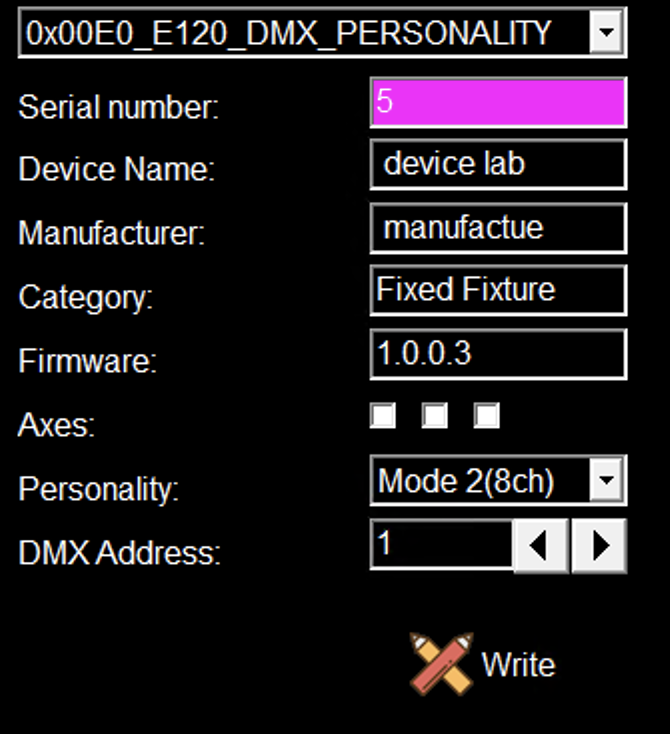 0x00E0_E120_DMX_PERSONALITY
Serial number: 5
Device Name: device lab
Manufacturer: manufactue
Category: Fixed Fixture
Firmware: 1.0.0.3
Axes:
Personality: Mode 2(8ch)
DMX Address: 1
Write